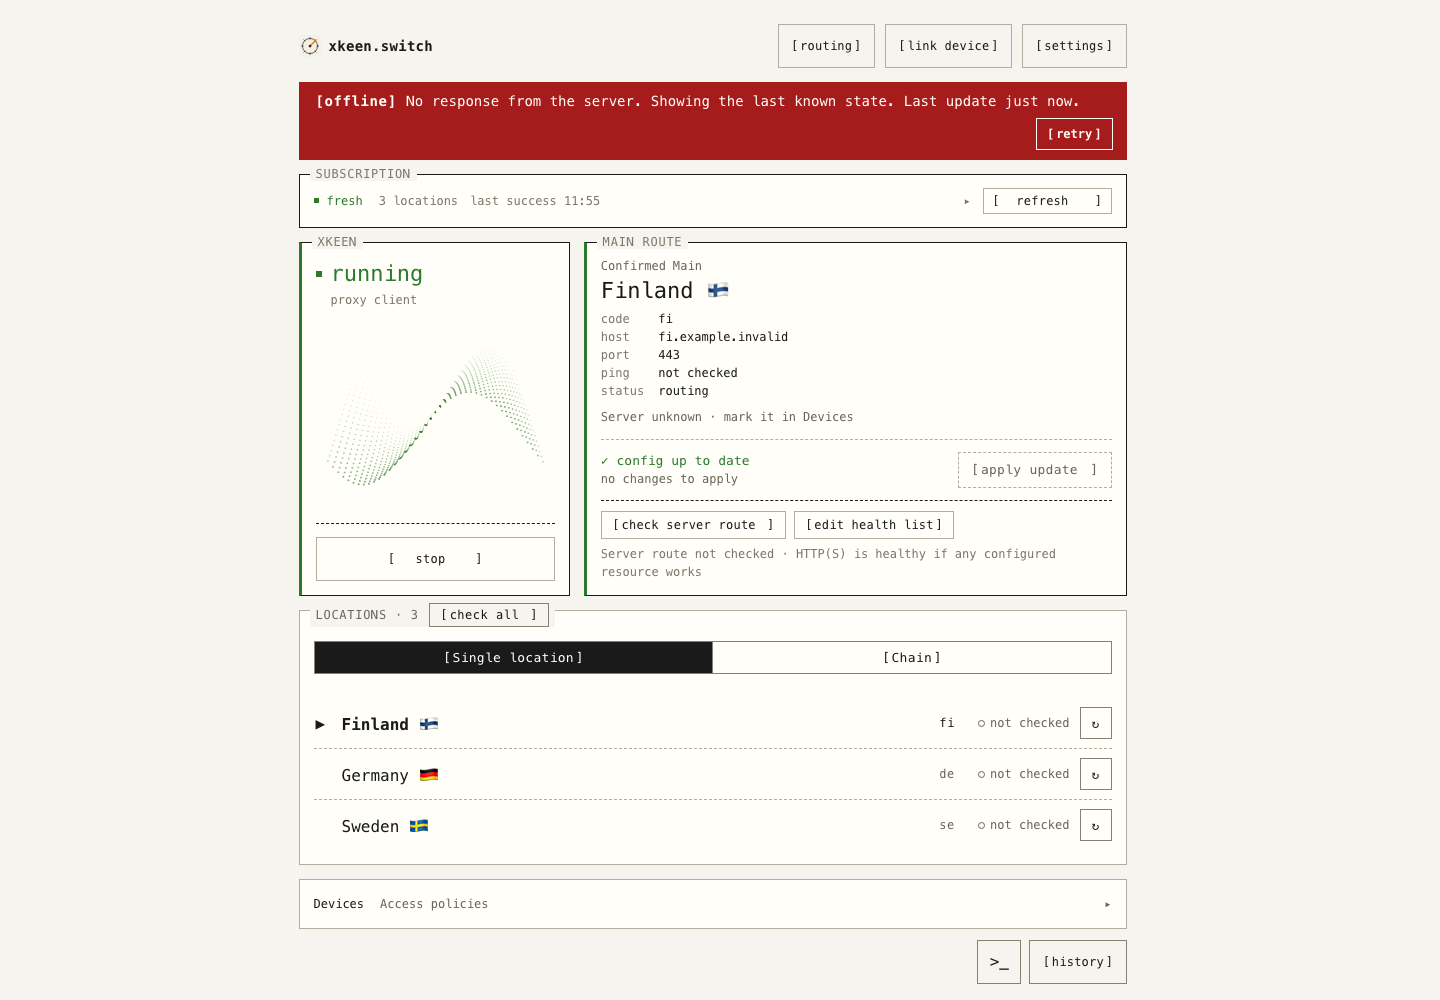 xkeen.switch
[routing] [link device] [settings]
[offline] No response from the server. Showing the last known state. Last update just now.
[retry]
SUBSCRIPTION
fresh 3 locations last success 11:55 ▸ [ refresh ]
XKEEN
running
proxy client
[ stop ]
MAIN ROUTE
Confirmed Main
Finland 🇫🇮
code fi
host fi.example.invalid
port 443
ping not checked
status routing
Server unknown · mark it in Devices
✓ config up to date
no changes to apply
[apply update ]
[check server route ] [edit health list]
Server route not checked · HTTP(S) is healthy if any configured
resource works
LOCATIONS · 3 [check all ]
[Single location] [Chain]
▶ Finland 🇫🇮 fi ○ not checked ↻
Germany 🇩🇪 de ○ not checked ↻
Sweden 🇸🇪 se ○ not checked ↻
Devices Access policies ▸
>_ [history]